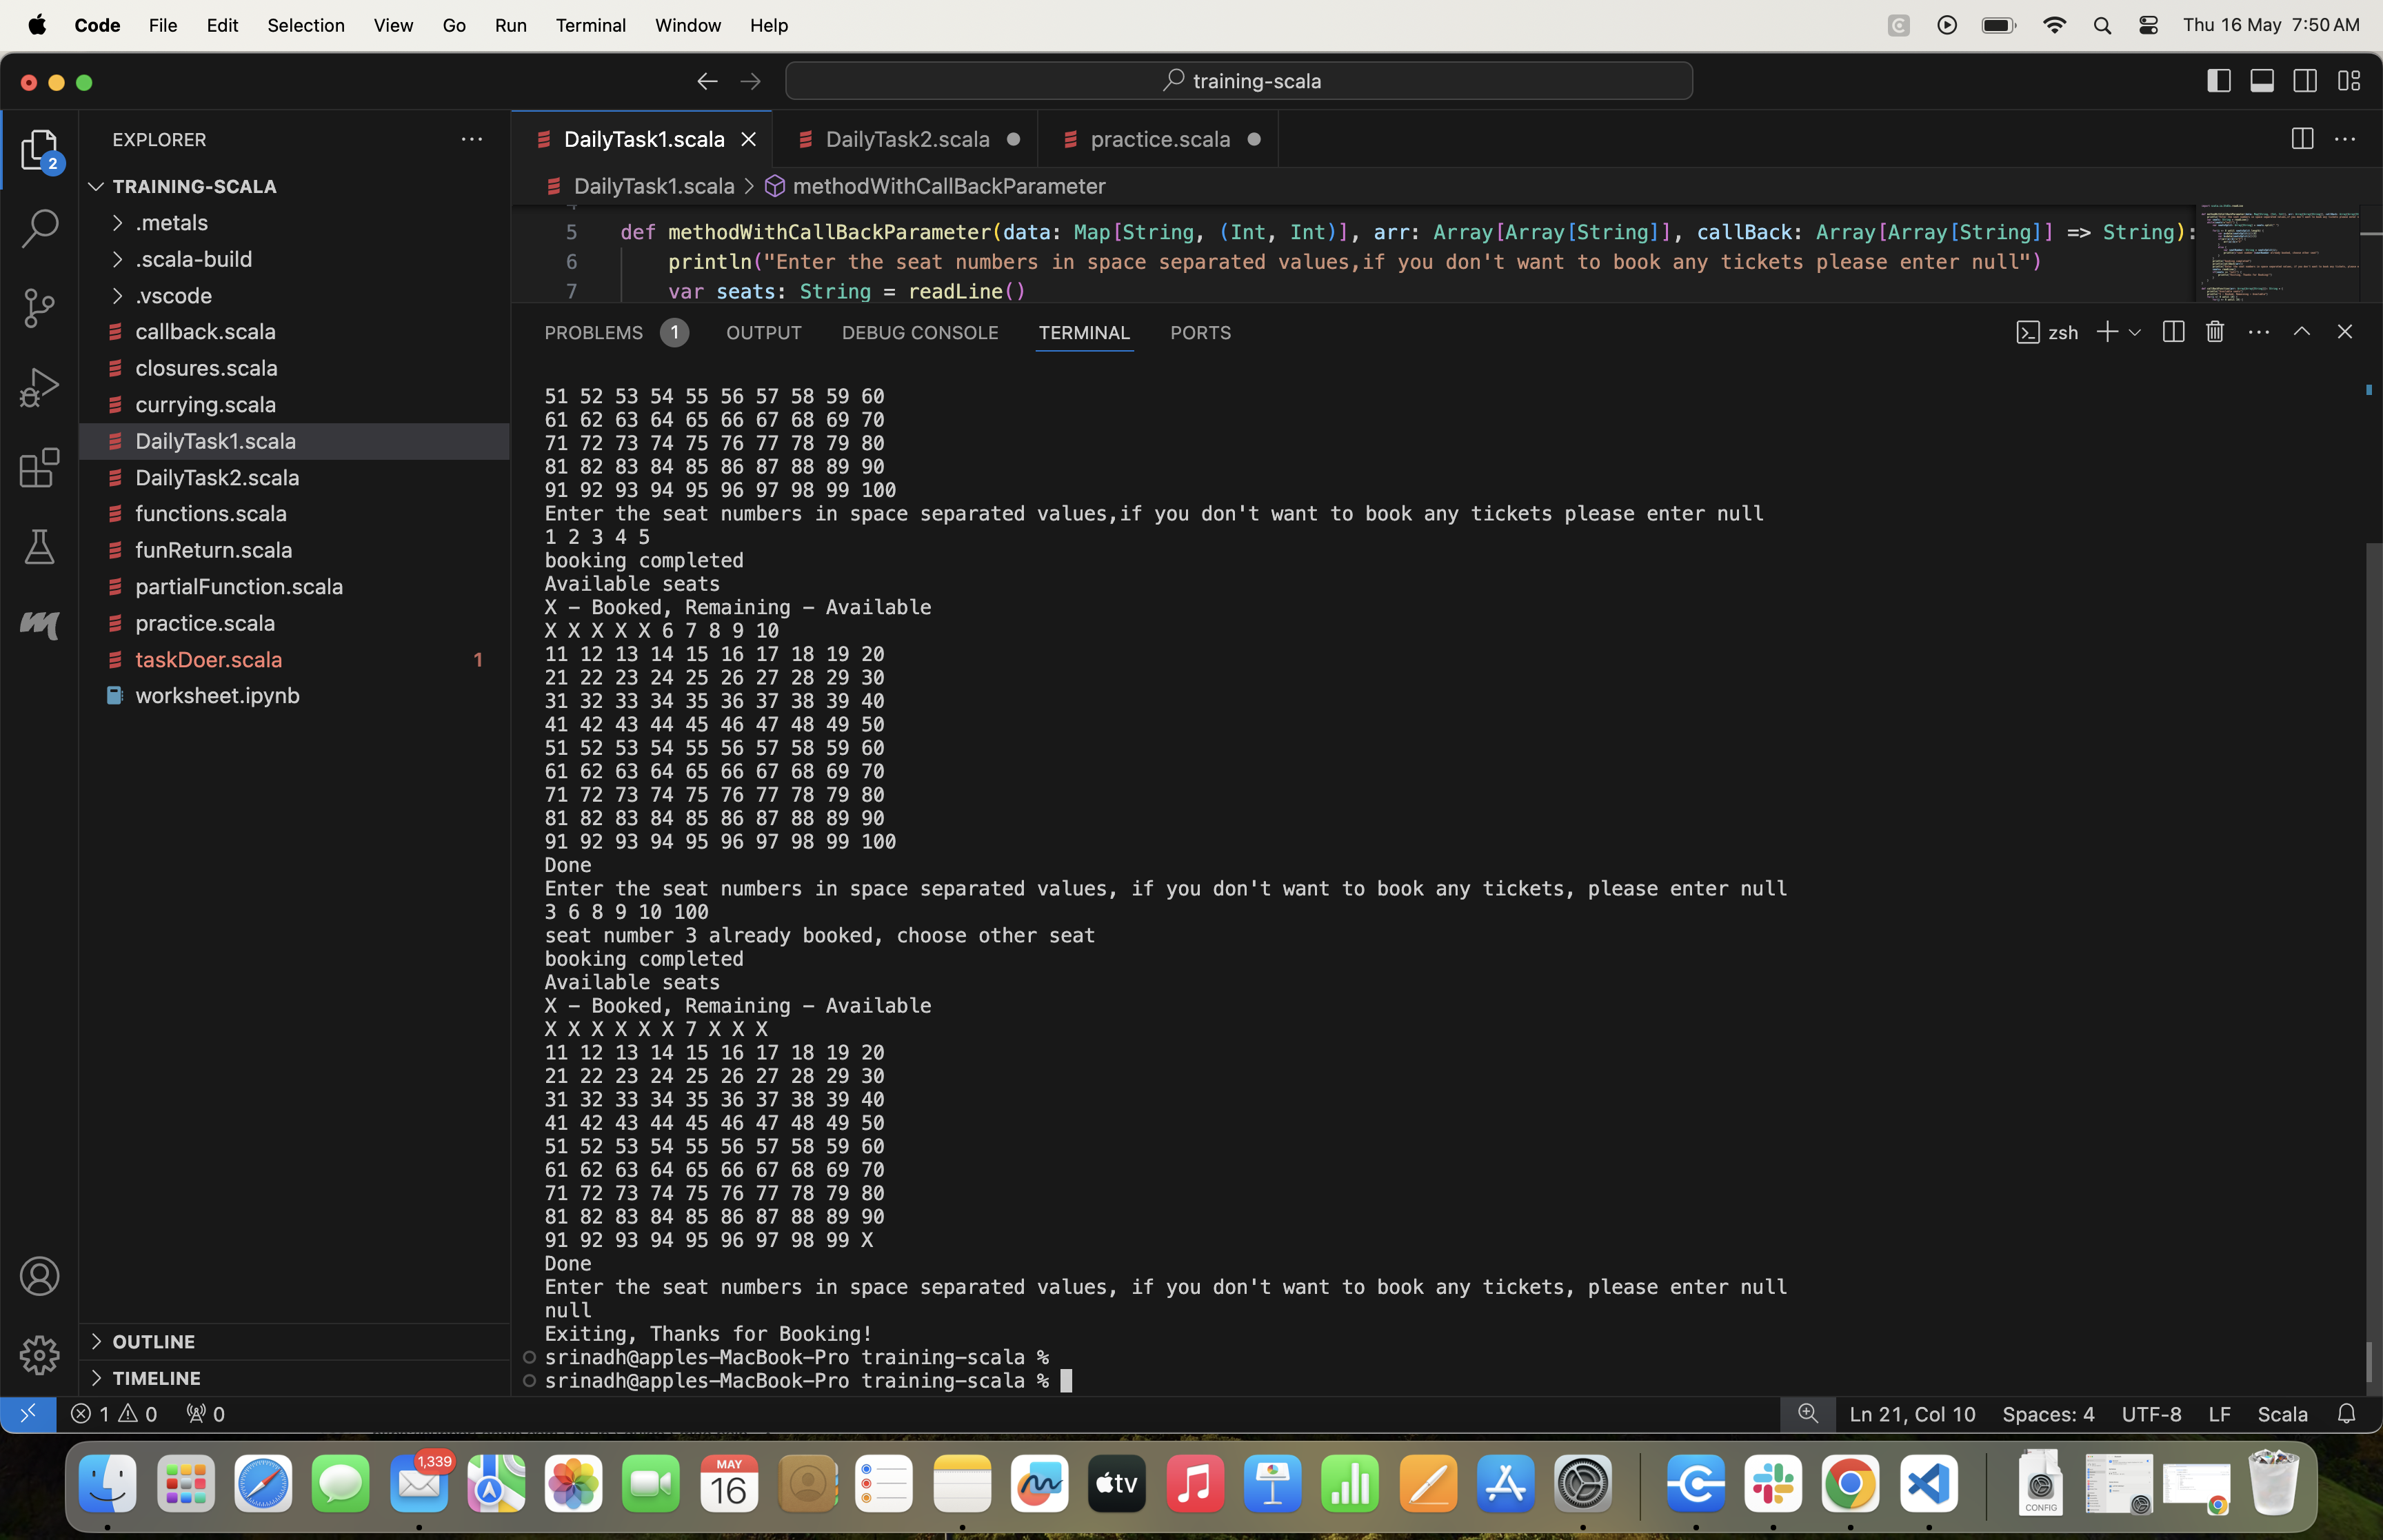 Code File Edit Selection View Go Run Terminal Window Help Thu 16 May 7:50 AM
training-scala
EXPLORER
2
TRAINING-SCALA
.metals
.scala-build
.vscode
callback.scala
closures.scala
currying.scala
DailyTask1.scala
DailyTask2.scala
functions.scala
funReturn.scala
partialFunction.scala
practice.scala
taskDoer.scala 1
worksheet.ipynb
OUTLINE
TIMELINE
DailyTask1.scala DailyTask2.scala practice.scala
DailyTask1.scala > methodWithCallBackParameter
5 def methodWithCallBackParameter(data: Map[String, (Int, Int)], arr: Array[Array[String]], callBack: Array[Array[String]] => String):
6 println("Enter the seat numbers in space separated values,if you don't want to book any tickets please enter null")
7 var seats: String = readLine()
PROBLEMS 1 OUTPUT DEBUG CONSOLE TERMINAL PORTS zsh
51 52 53 54 55 56 57 58 59 60
61 62 63 64 65 66 67 68 69 70
71 72 73 74 75 76 77 78 79 80
81 82 83 84 85 86 87 88 89 90
91 92 93 94 95 96 97 98 99 100
Enter the seat numbers in space separated values,if you don't want to book any tickets please enter null
1 2 3 4 5
booking completed
Available seats
X - Booked, Remaining - Available
X X X X X 6 7 8 9 10
11 12 13 14 15 16 17 18 19 20
21 22 23 24 25 26 27 28 29 30
31 32 33 34 35 36 37 38 39 40
41 42 43 44 45 46 47 48 49 50
51 52 53 54 55 56 57 58 59 60
61 62 63 64 65 66 67 68 69 70
71 72 73 74 75 76 77 78 79 80
81 82 83 84 85 86 87 88 89 90
91 92 93 94 95 96 97 98 99 100
Done
Enter the seat numbers in space separated values, if you don't want to book any tickets, please enter null
3 6 8 9 10 100
seat number 3 already booked, choose other seat
booking completed
Available seats
X - Booked, Remaining - Available
X X X X X X 7 X X X
11 12 13 14 15 16 17 18 19 20
21 22 23 24 25 26 27 28 29 30
31 32 33 34 35 36 37 38 39 40
41 42 43 44 45 46 47 48 49 50
51 52 53 54 55 56 57 58 59 60
61 62 63 64 65 66 67 68 69 70
71 72 73 74 75 76 77 78 79 80
81 82 83 84 85 86 87 88 89 90
91 92 93 94 95 96 97 98 99 X
Done
Enter the seat numbers in space separated values, if you don't want to book any tickets, please enter null
null
Exiting, Thanks for Booking!
srinadh@apples-MacBook-Pro training-scala %
srinadh@apples-MacBook-Pro training-scala %
1 0 0 Ln 21, Col 10 Spaces: 4 UTF-8 LF Scala
1,339
MAY
16
tv
CONFIG